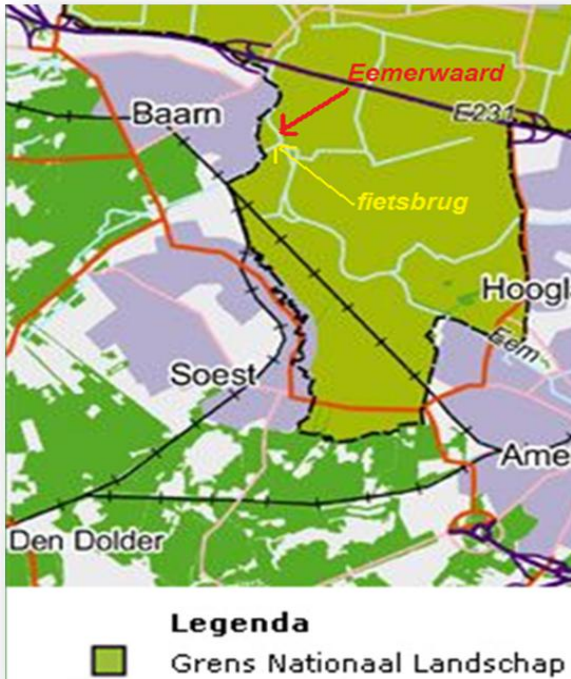 Eemerwaard
Baarn
E231
fietsbrug
Hoogl
Eem
Soest
Ame
Den Dolder
Legenda
Grens Nationaal Landschap